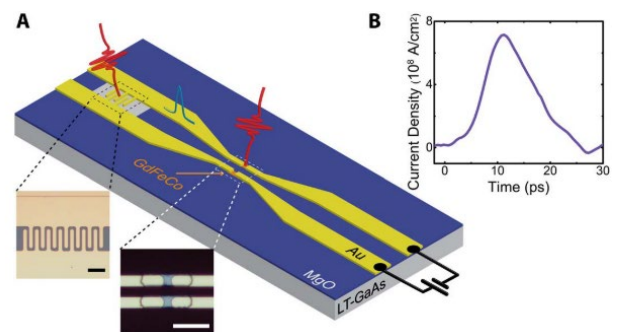 A
GdFeCo
Au
MgO
LT-GaAs
B
Current Density (10⁸ A/cm²)
8
4
0
0
10
20
30
Time (ps)